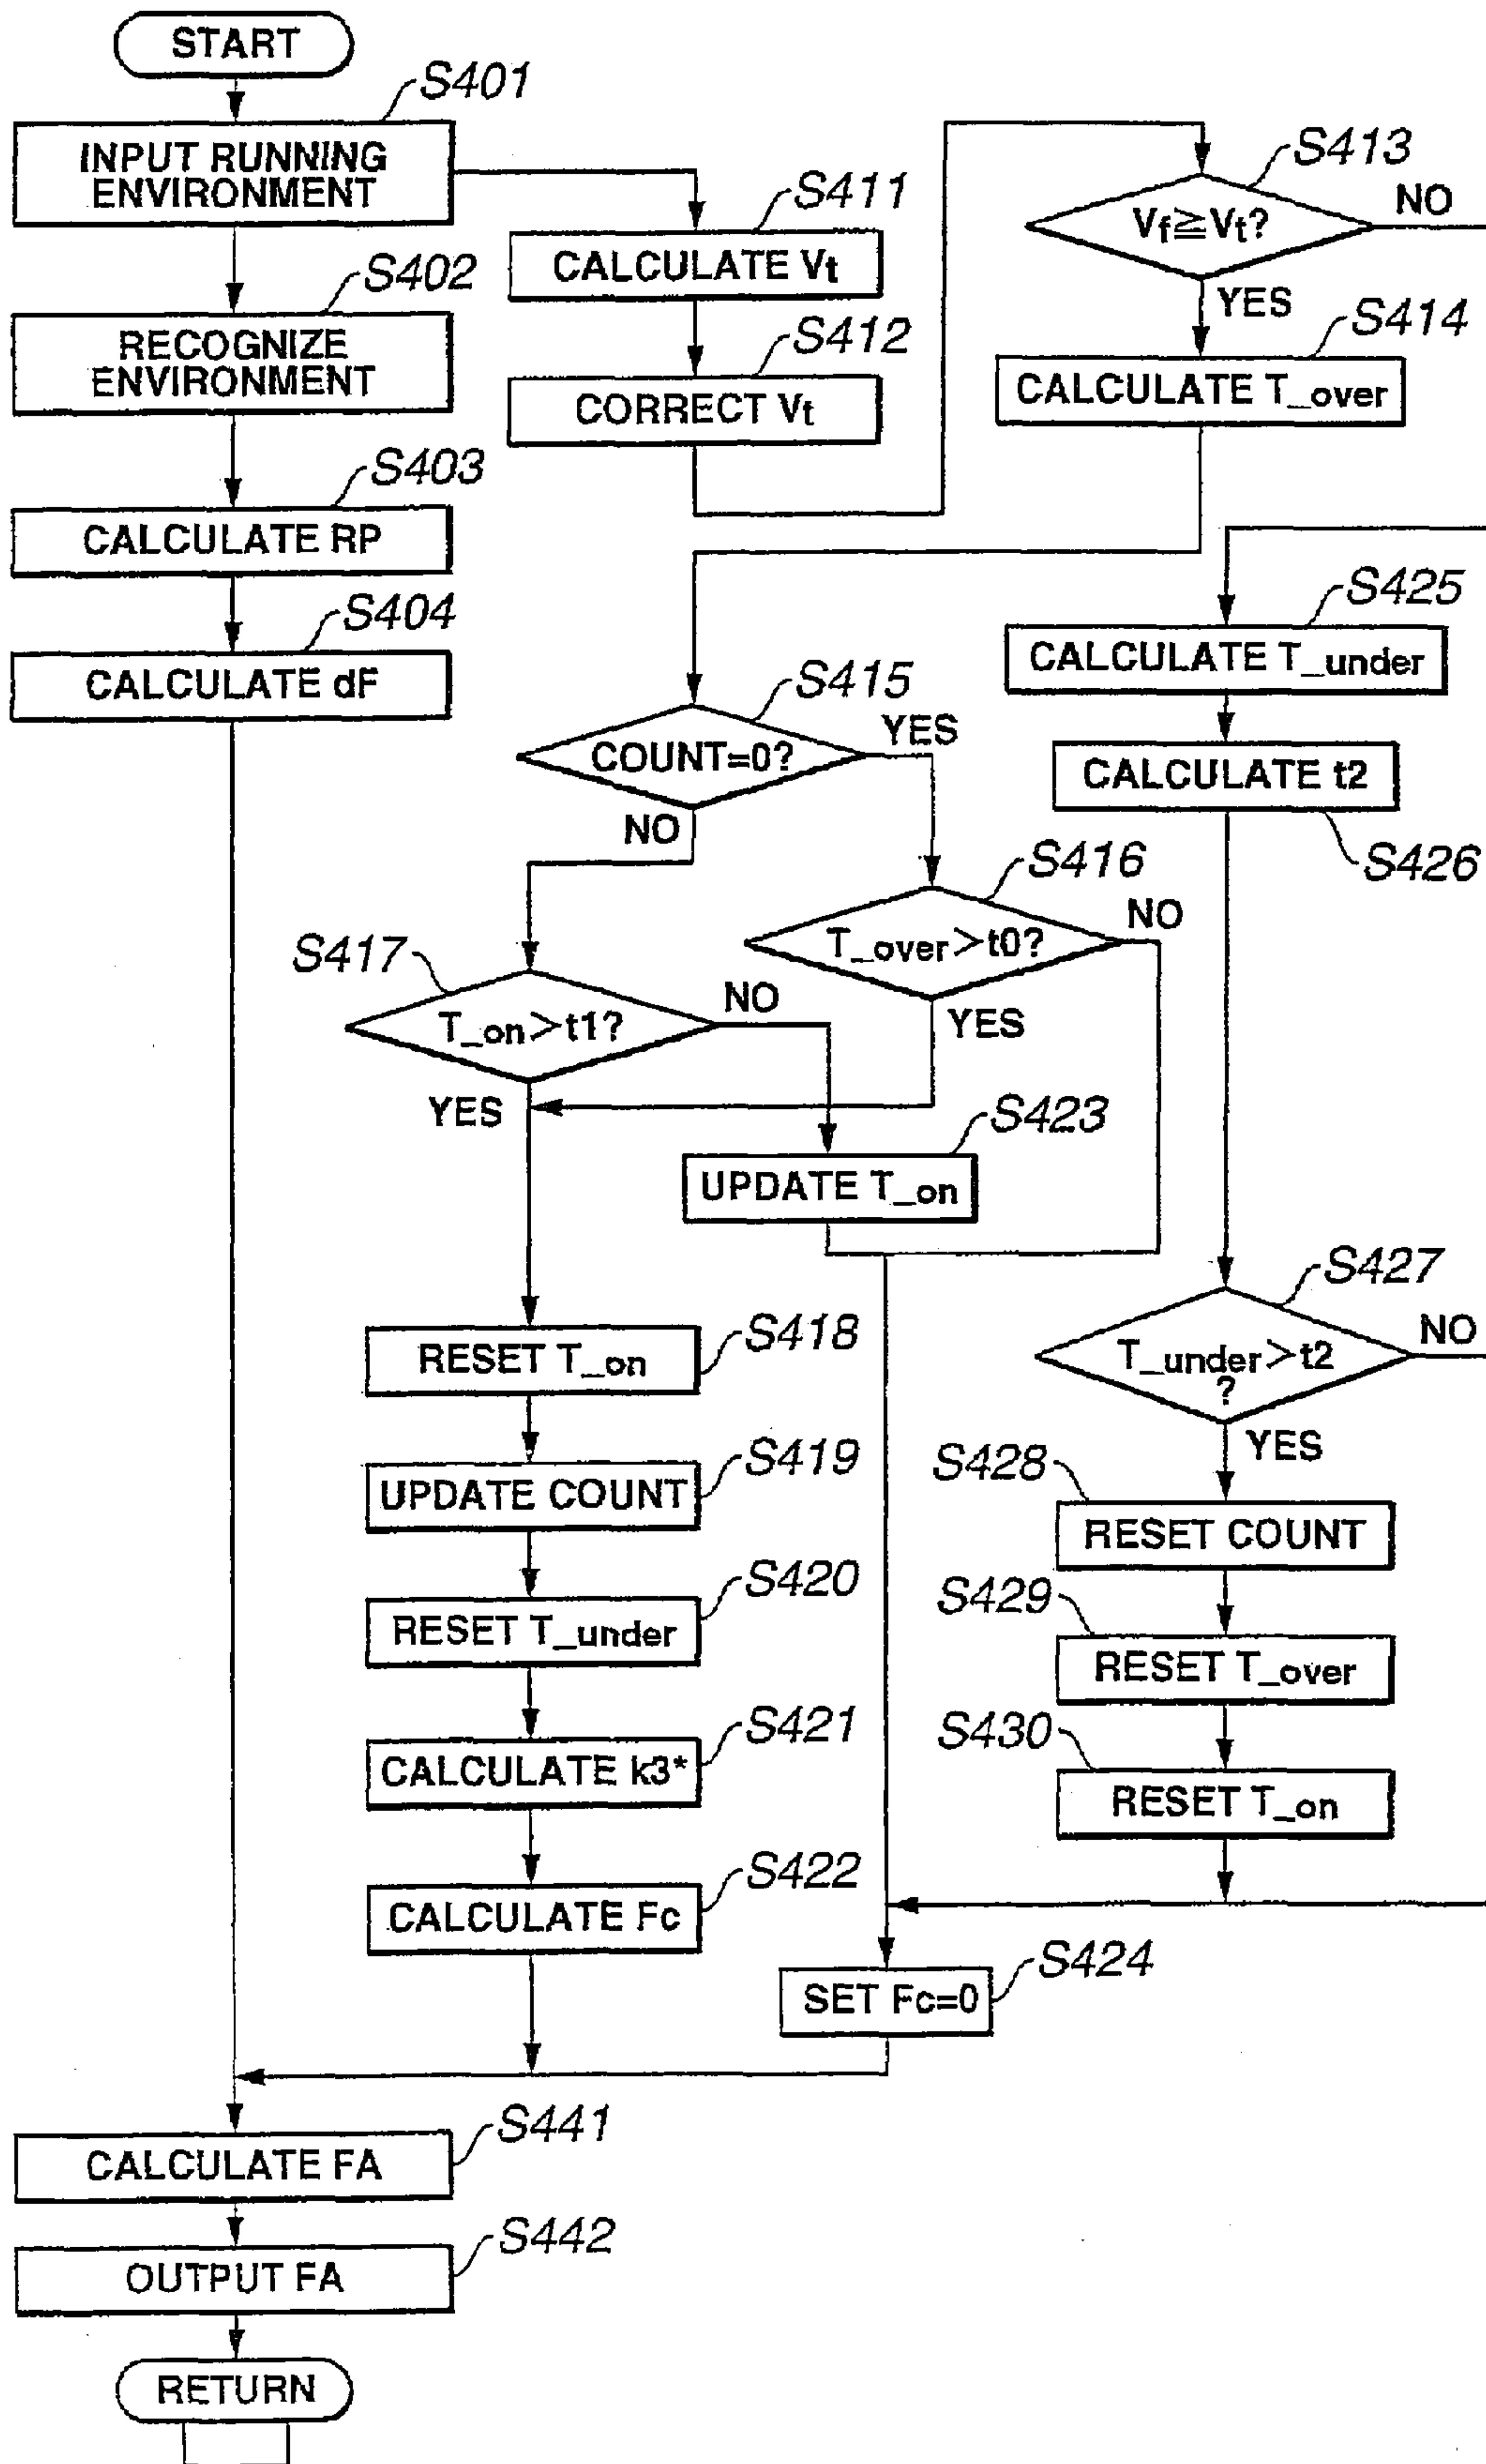 START
S401
INPUT RUNNING
ENVIRONMENT
S402
RECOGNIZE
ENVIRONMENT
S403
CALCULATE RP
S404
CALCULATE dF
S411
CALCULATE Vt
S412
CORRECT Vt
S413
Vf≧Vt?
NO
YES
S414
CALCULATE T_over
S415
COUNT=0?
YES
NO
S416
T_over>t0?
NO
YES
S417
T_on>t1?
NO
YES
S423
UPDATE T_on
S418
RESET T_on
S419
UPDATE COUNT
S420
RESET T_under
S421
CALCULATE k3*
S422
CALCULATE Fc
S425
CALCULATE T_under
CALCULATE t2
S426
S427
T_under>t2
?
NO
YES
S428
RESET COUNT
S429
RESET T_over
S430
RESET T_on
S424
SET Fc=0
S441
CALCULATE FA
S442
OUTPUT FA
RETURN